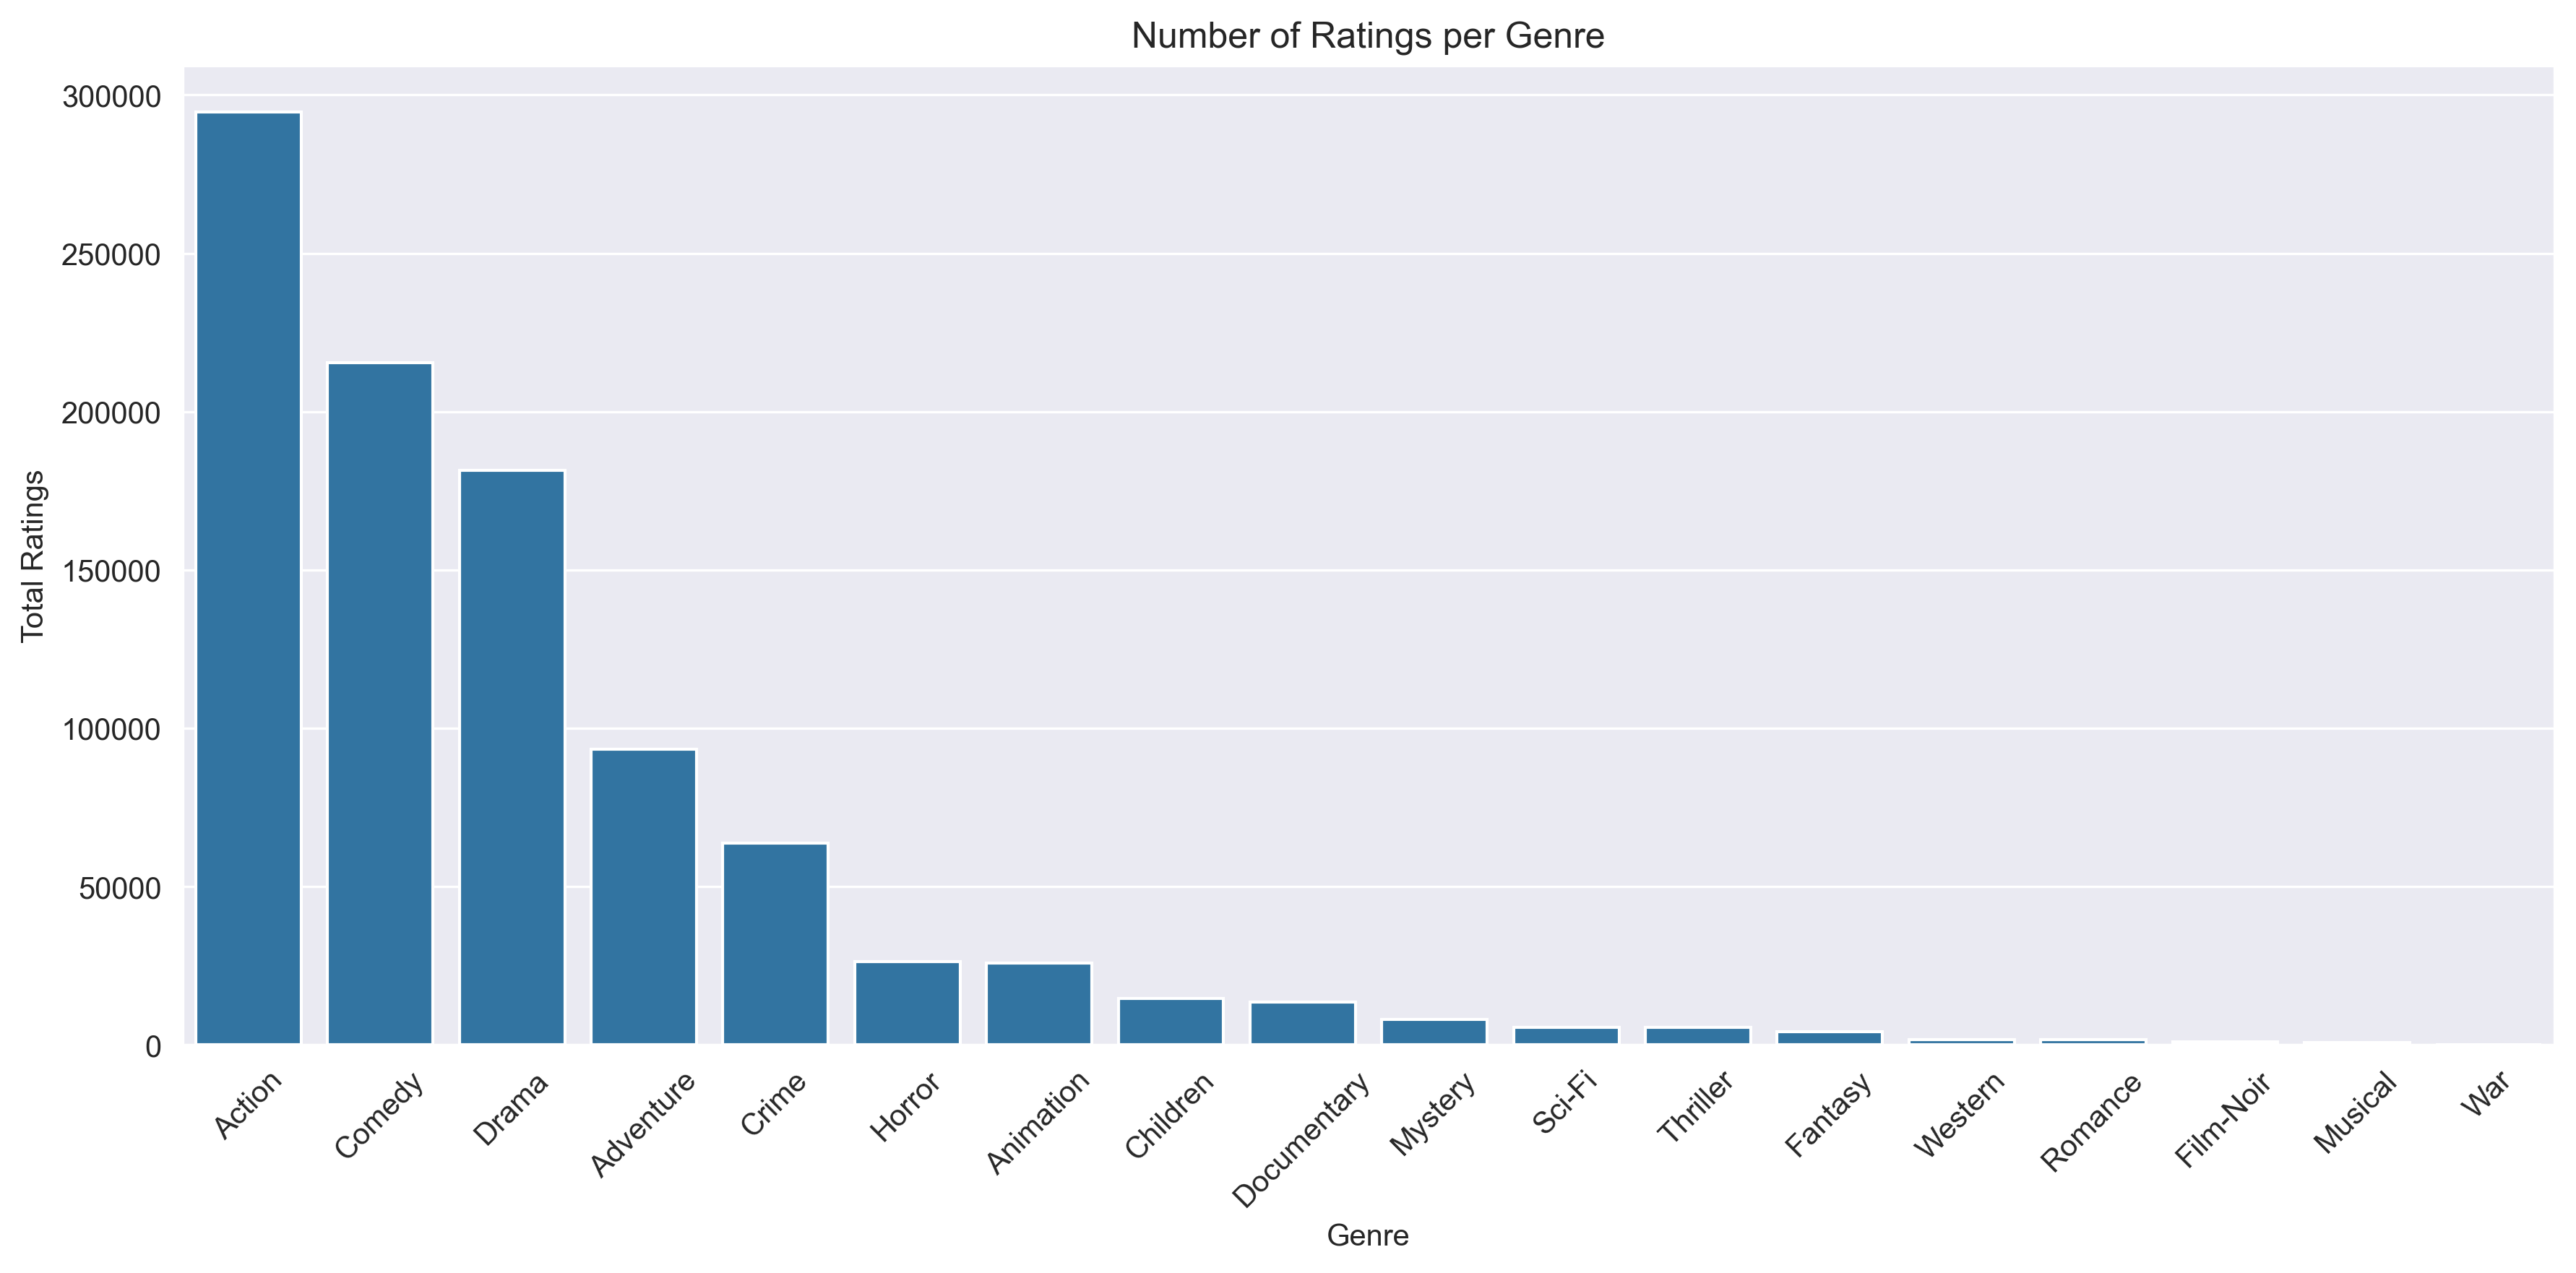 Number of Ratings per Genre
300000
250000
200000
150000
100000
50000
0
Total Ratings
Action
Comedy
Drama
Adventure
Crime
Horror
Animation
Children
Documentary
Mystery
Sci-Fi
Thriller
Fantasy
Western
Romance
Film-Noir
Musical
War
Genre